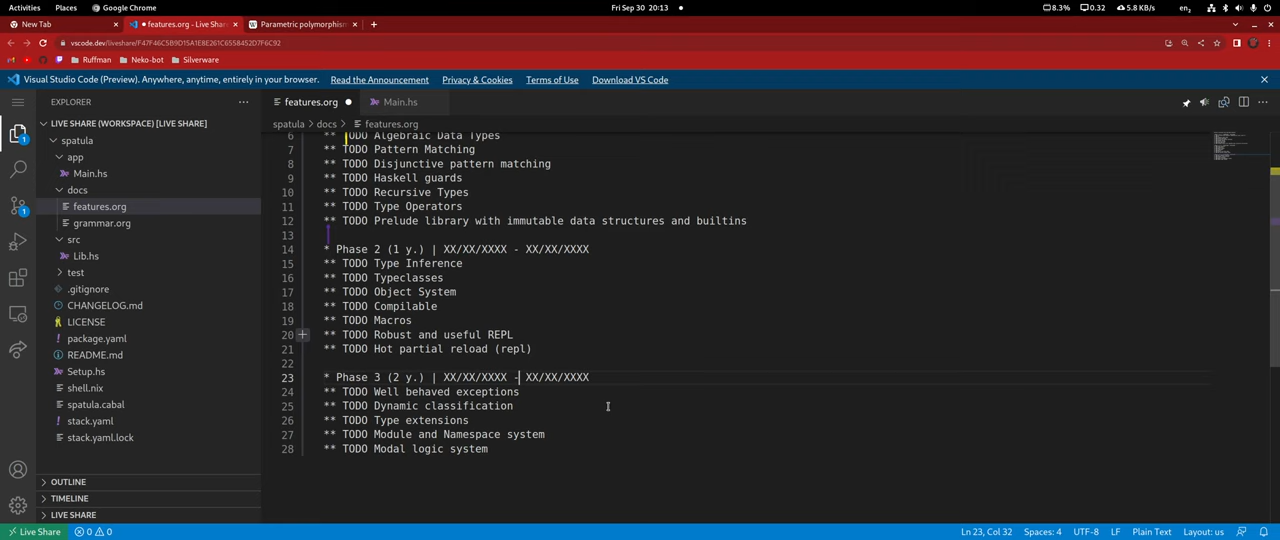 Activities Places Google Chrome Fri Sep 30 20:13 8.3% 0.32 5.8 KB/s en₂
New Tab features.org - Live Share Parametric polymorphism
vscode.dev/liveshare/F47F46C5B9D15A1E8E261C6558452D7F6C92
Ruffman Neko-bot Silverware
Visual Studio Code (Preview). Anywhere, anytime, entirely in your browser. Read the Announcement Privacy & Cookies Terms of Use Download VS Code
EXPLORER
features.org Main.hs
LIVE SHARE (WORKSPACE) [LIVE SHARE]
spatula > docs > features.org
spatula
app
Main.hs
docs
features.org
grammar.org
src
Lib.hs
test
.gitignore
CHANGELOG.md
LICENSE
package.yaml
README.md
Setup.hs
shell.nix
spatula.cabal
stack.yaml
stack.yaml.lock
OUTLINE
TIMELINE
LIVE SHARE
6 ** TODO Algebraic Data Types
7 ** TODO Pattern Matching
8 ** TODO Disjunctive pattern matching
9 ** TODO Haskell guards
10 ** TODO Recursive Types
11 ** TODO Type Operators
12 ** TODO Prelude library with immutable data structures and builtins
13
14 * Phase 2 (1 y.) | XX/XX/XXXX - XX/XX/XXXX
15 ** TODO Type Inference
16 ** TODO Typeclasses
17 ** TODO Object System
18 ** TODO Compilable
19 ** TODO Macros
20 ** TODO Robust and useful REPL
21 ** TODO Hot partial reload (repl)
22
23 * Phase 3 (2 y.) | XX/XX/XXXX - XX/XX/XXXX
24 ** TODO Well behaved exceptions
25 ** TODO Dynamic classification
26 ** TODO Type extensions
27 ** TODO Module and Namespace system
28 ** TODO Modal logic system
Live Share 0 0 Ln 23, Col 32 Spaces: 4 UTF-8 LF Plain Text Layout: us